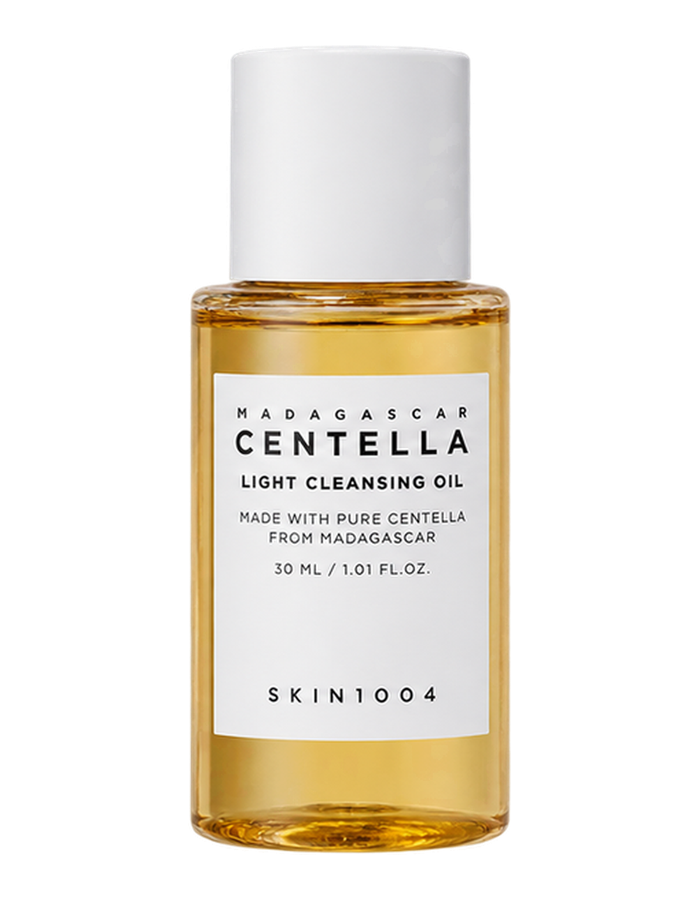 MADAGASCAR
CENTELLA
LIGHT CLEANSING OIL
MADE WITH PURE CENTELLA
FROM MADAGASCAR
30 ML / 1.01 FL.OZ.
SKIN1004